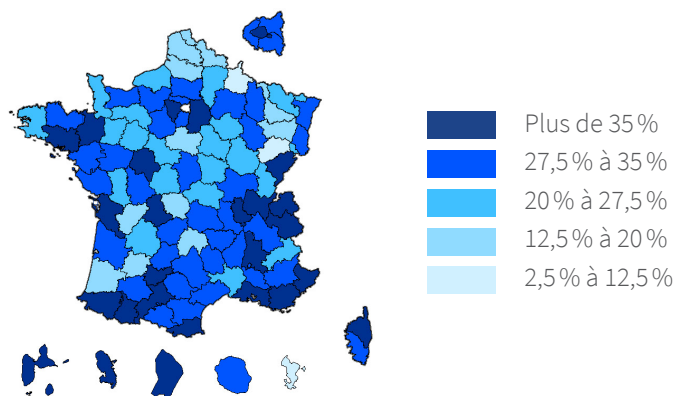 Plus de 35 %
27,5 % à 35 %
20 % à 27,5 %
12,5 % à 20 %
2,5 % à 12,5 %